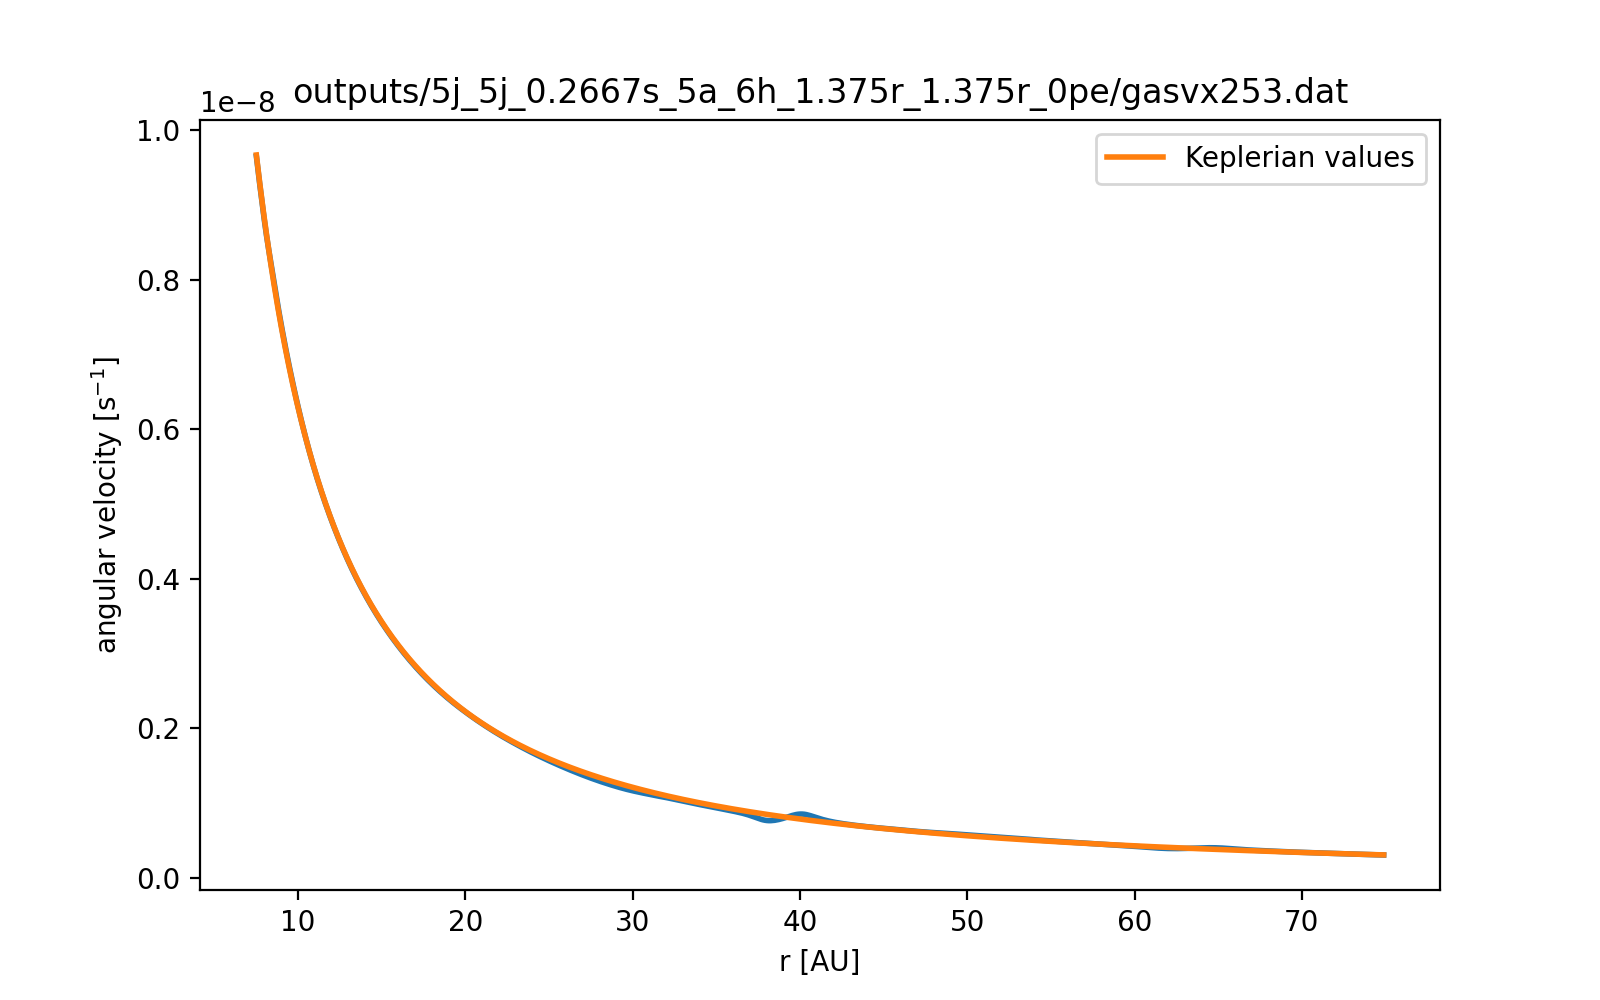 outputs/5j_5j_0.2667s_5a_6h_1.375r_1.375r_0pe/gasvx253.dat
1e−8
Keplerian values
angular velocity [s⁻¹]
1.0
0.8
0.6
0.4
0.2
0.0
10 20 30 40 50 60 70
r [AU]